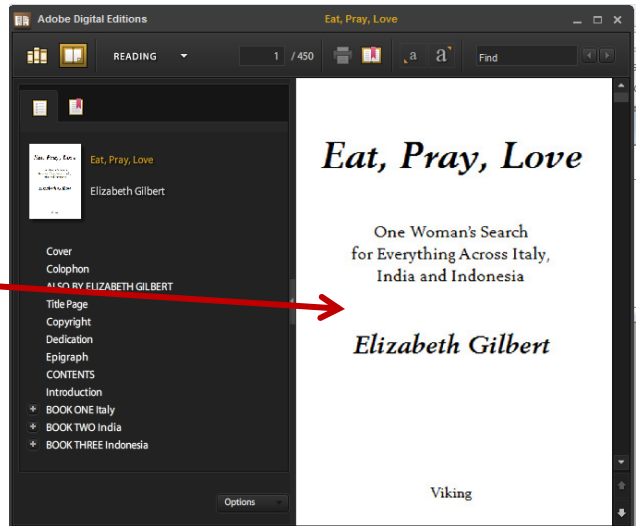 Adobe Digital Editions
Eat, Pray, Love
READING
1 / 450
a
a
Find
Eat, Pray, Love
Elizabeth Gilbert
Cover
Colophon
ALSO BY ELIZABETH GILBERT
Title Page
Copyright
Dedication
Epigraph
CONTENTS
Introduction
BOOK ONE Italy
BOOK TWO India
BOOK THREE Indonesia
Options
Eat, Pray, Love
One Woman's Search
for Everything Across Italy,
India and Indonesia
Elizabeth Gilbert
Viking